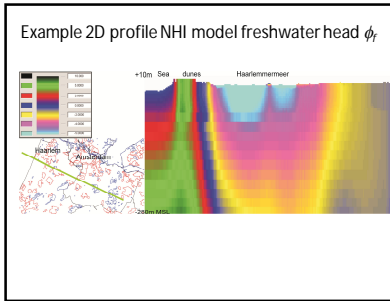 Example 2D profile NHI model freshwater head ϕf
+10m Sea dunes Haarlemmermeer
Haarlem
Amsterdam
-280m MSL